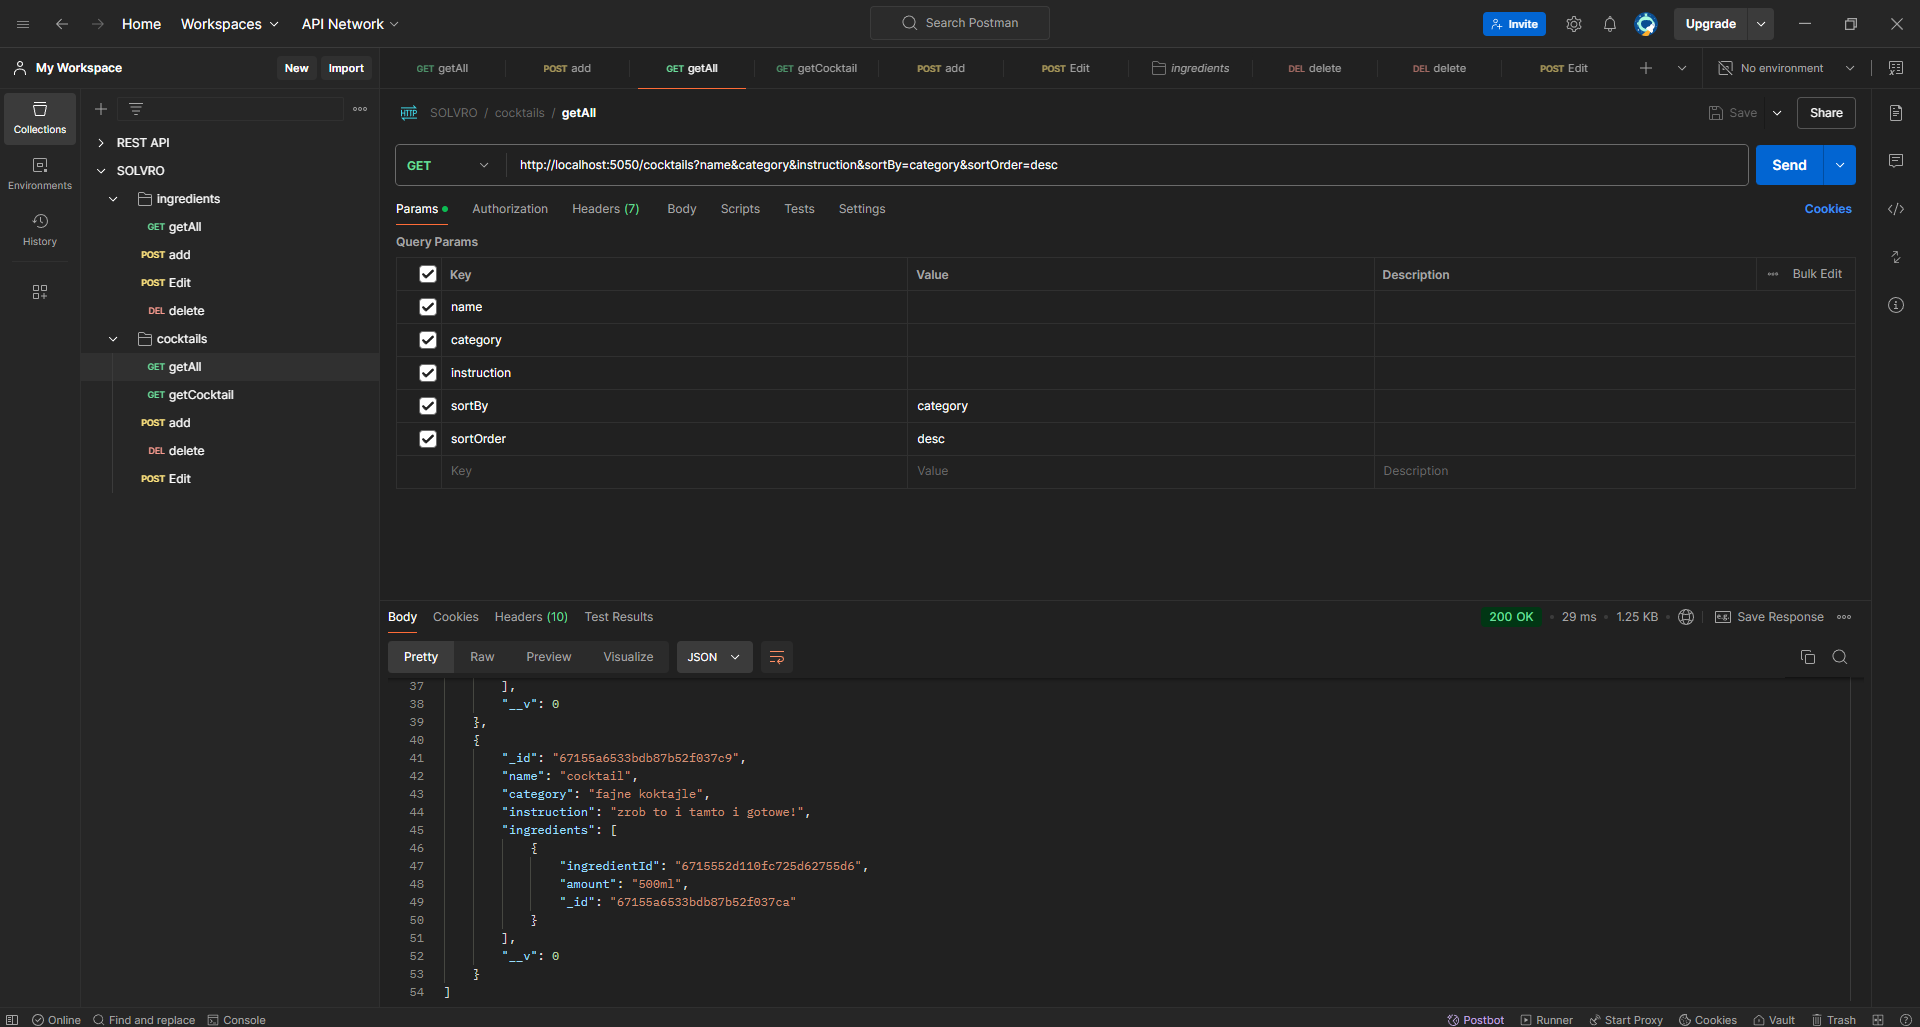 Home Workspaces API Network Search Postman Invite Upgrade
My Workspace New Import GET getAll POST add GET getAll GET getCocktail POST add POST Edit ingredients DEL delete DEL delete POST Edit No environment
Collections
Environments
History
REST API
SOLVRO
ingredients
GET getAll
POST add
POST Edit
DEL delete
cocktails
GET getAll
GET getCocktail
POST add
DEL delete
POST Edit
HTTP SOLVRO / cocktails / getAll Save Share
GET http://localhost:5050/cocktails?name&category&instruction&sortBy=category&sortOrder=desc Send
Params Authorization Headers (7) Body Scripts Tests Settings Cookies
Query Params
Key Value Description Bulk Edit
name
category
instruction
sortBy category
sortOrder desc
Key Value Description
Body Cookies Headers (10) Test Results 200 OK 29 ms 1.25 KB e.g. Save Response
Pretty Raw Preview Visualize JSON
37 ],
38 "__v": 0
39 },
40 {
41 "_id": "67155a6533bdb87b52f037c9",
42 "name": "cocktail",
43 "category": "fajne koktajle",
44 "instruction": "zrob to i tamto i gotowe!",
45 "ingredients": [
46 {
47 "ingredientId": "6715552d110fc725d62755d6",
48 "amount": "500ml",
49 "_id": "67155a6533bdb87b52f037ca"
50 }
51 ],
52 "__v": 0
53 }
54 ]
Online Find and replace Console Postbot Runner Start Proxy Cookies Vault Trash